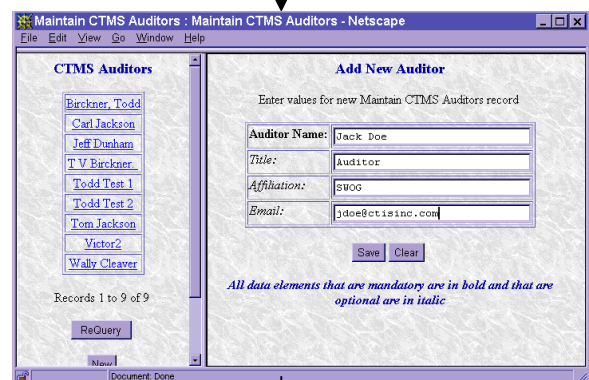 Maintain CTMS Auditors : Maintain CTMS Auditors - Netscape
File Edit View Go Window Help
CTMS Auditors
Birckner, Todd
Carl Jackson
Jeff Dunham
T V Birckner.
Todd Test 1
Todd Test 2
Tom Jackson
Victor2
Wally Cleaver
Records 1 to 9 of 9
ReQuery
New
Add New Auditor
Enter values for new Maintain CTMS Auditors record
Auditor Name: Jack Doe
Title: Auditor
Affiliation: SWOG
Email: jdoe@ctisinc.com
Save Clear
All data elements that are mandatory are in bold and that are
optional are in italic
Document: Done